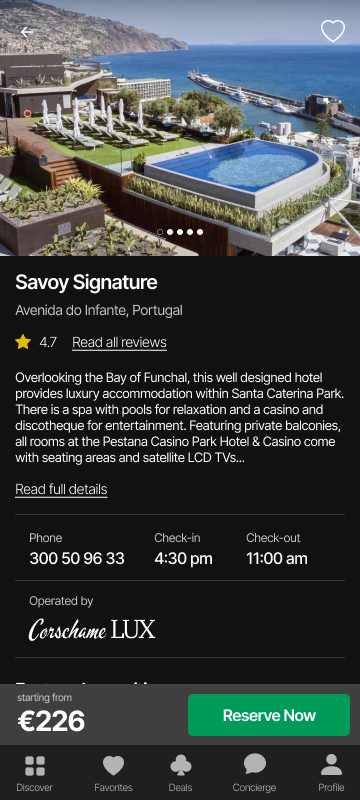 Savoy Signature
Avenida do Infante, Portugal
4.7 Read all reviews
Overlooking the Bay of Funchal, this well designed hotel
provides luxury accommodation within Santa Caterina Park.
There is a spa with pools for relaxation and a casino and
discotheque for entertainment. Featuring private balconies,
all rooms at the Pestana Casino Park Hotel & Casino come
with seating areas and satellite LCD TVs...
Read full details
Phone Check-in Check-out
300 50 96 33 4:30 pm 11:00 am
Operated by
Corschame LUX
starting from
€226
Reserve Now
Discover Favorites Deals Concierge Profile